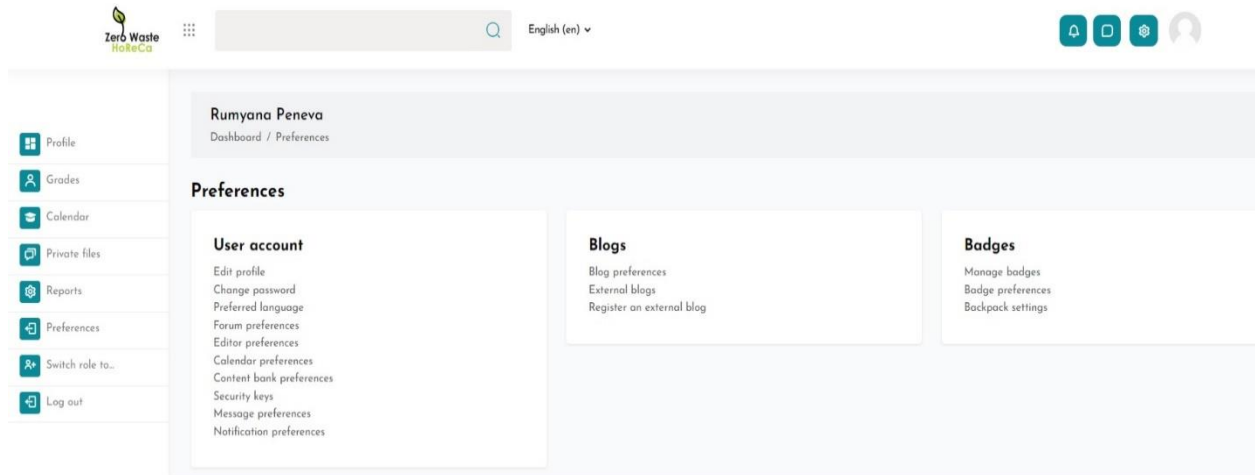 Zero Waste
HoReCa
English (en)
Rumyana Peneva
Dashboard / Preferences
Profile
Grades
Calendar
Private files
Reports
Preferences
Switch role to...
Log out
Preferences
User account
Edit profile
Change password
Preferred language
Forum preferences
Editor preferences
Calendar preferences
Content bank preferences
Security keys
Message preferences
Notification preferences
Blogs
Blog preferences
External blogs
Register an external blog
Badges
Manage badges
Badge preferences
Backpack settings